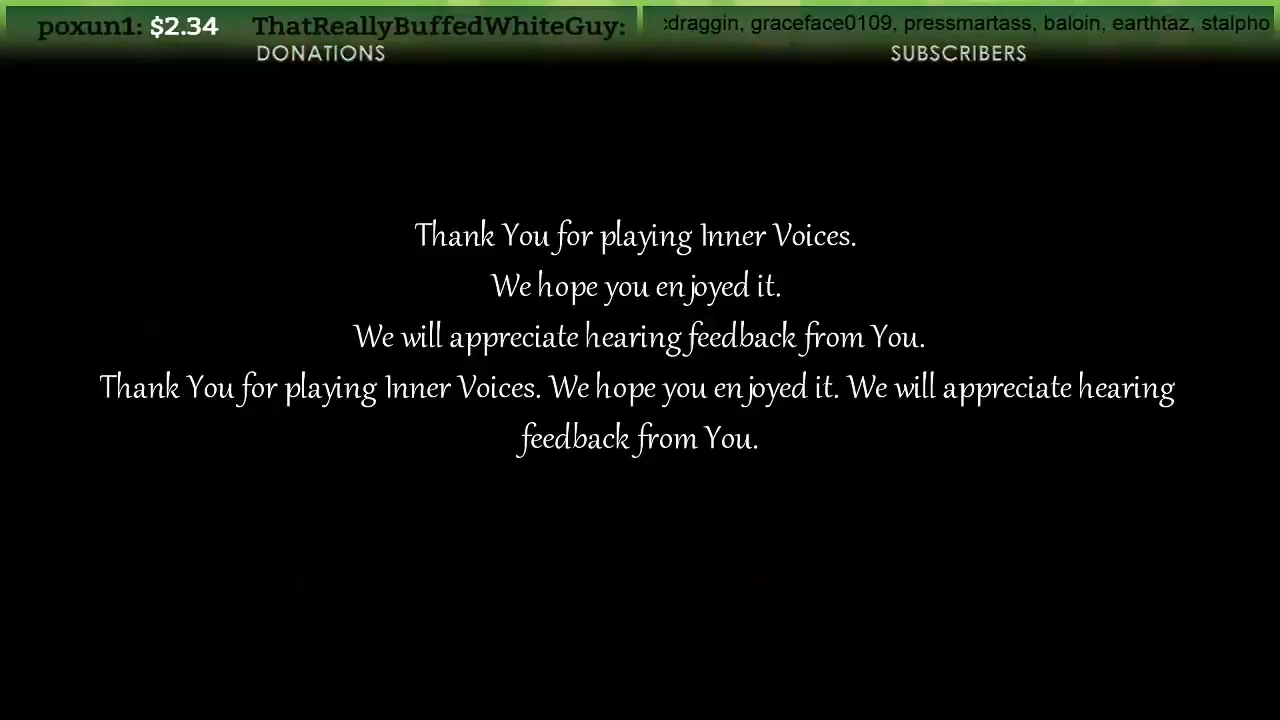 poxun1: $2.34 ThatReallyBuffedWhiteGuy:
graceface0109, pressmartass, baloin, earthtaz, stalpho
DONATIONS
SUBSCRIBERS
Thank You for playing Inner Voices.
We hope you enjoyed it.
We will appreciate hearing feedback from You.
Thank You for playing Inner Voices. We hope you enjoyed it. We will appreciate hearing
feedback from You.